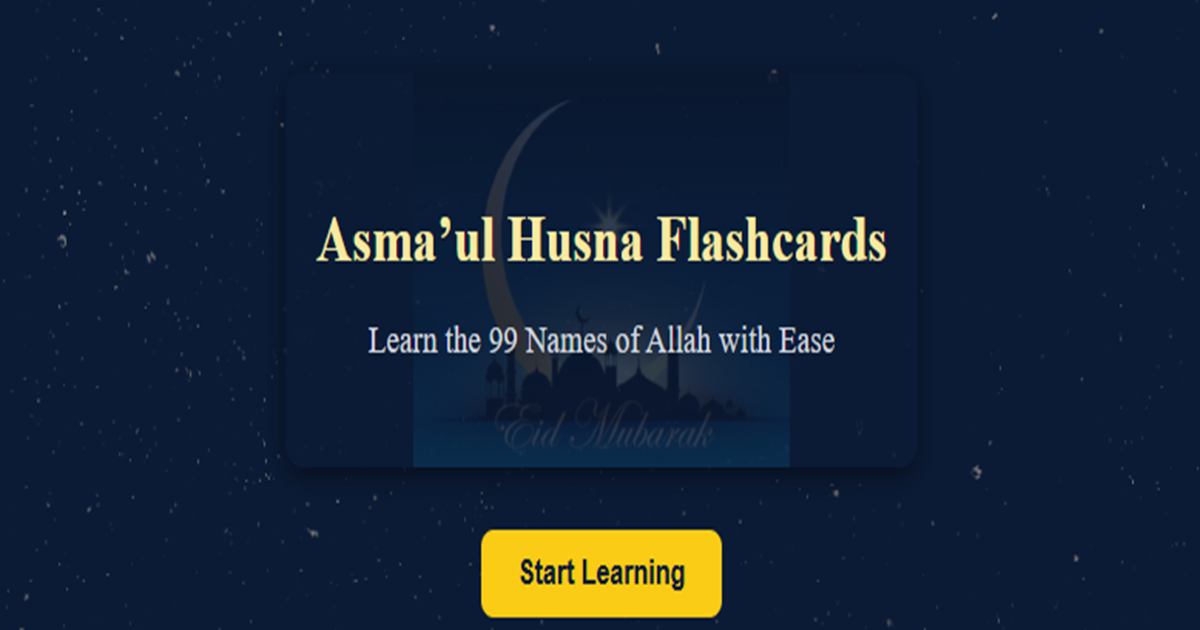 Asma’ul Husna Flashcards
Learn the 99 Names of Allah with Ease
Eid Mubarak
Start Learning